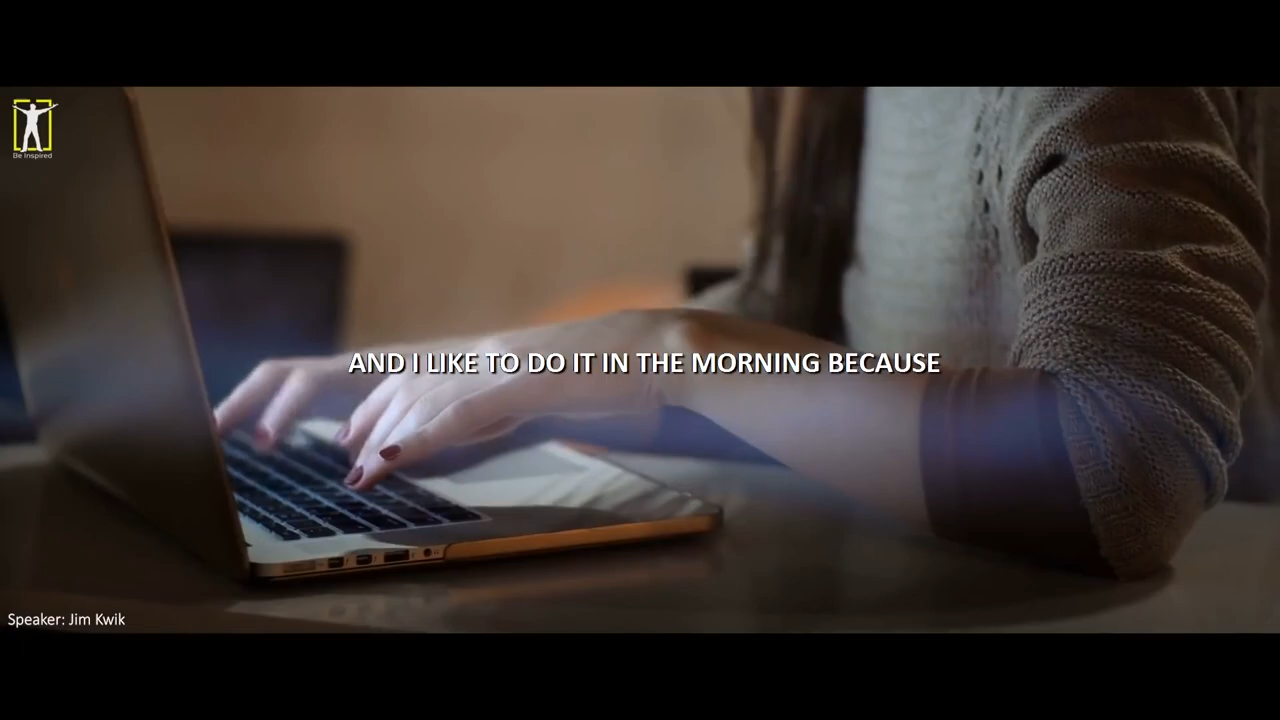 Be Inspired
AND I LIKE TO DO IT IN THE MORNING BECAUSE
Speaker: Jim Kwik